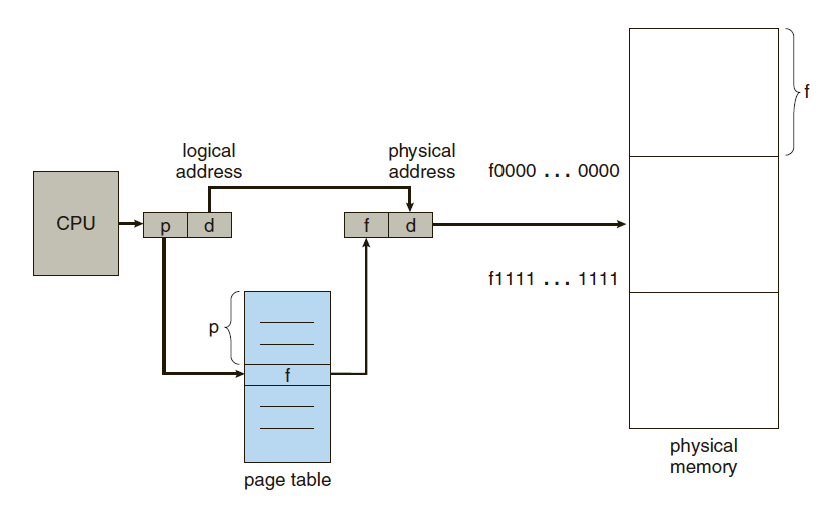 f
logical
address
physical
address
f0000 ... 0000
CPU
p d
f d
f1111 ... 1111
p
f
physical
memory
page table